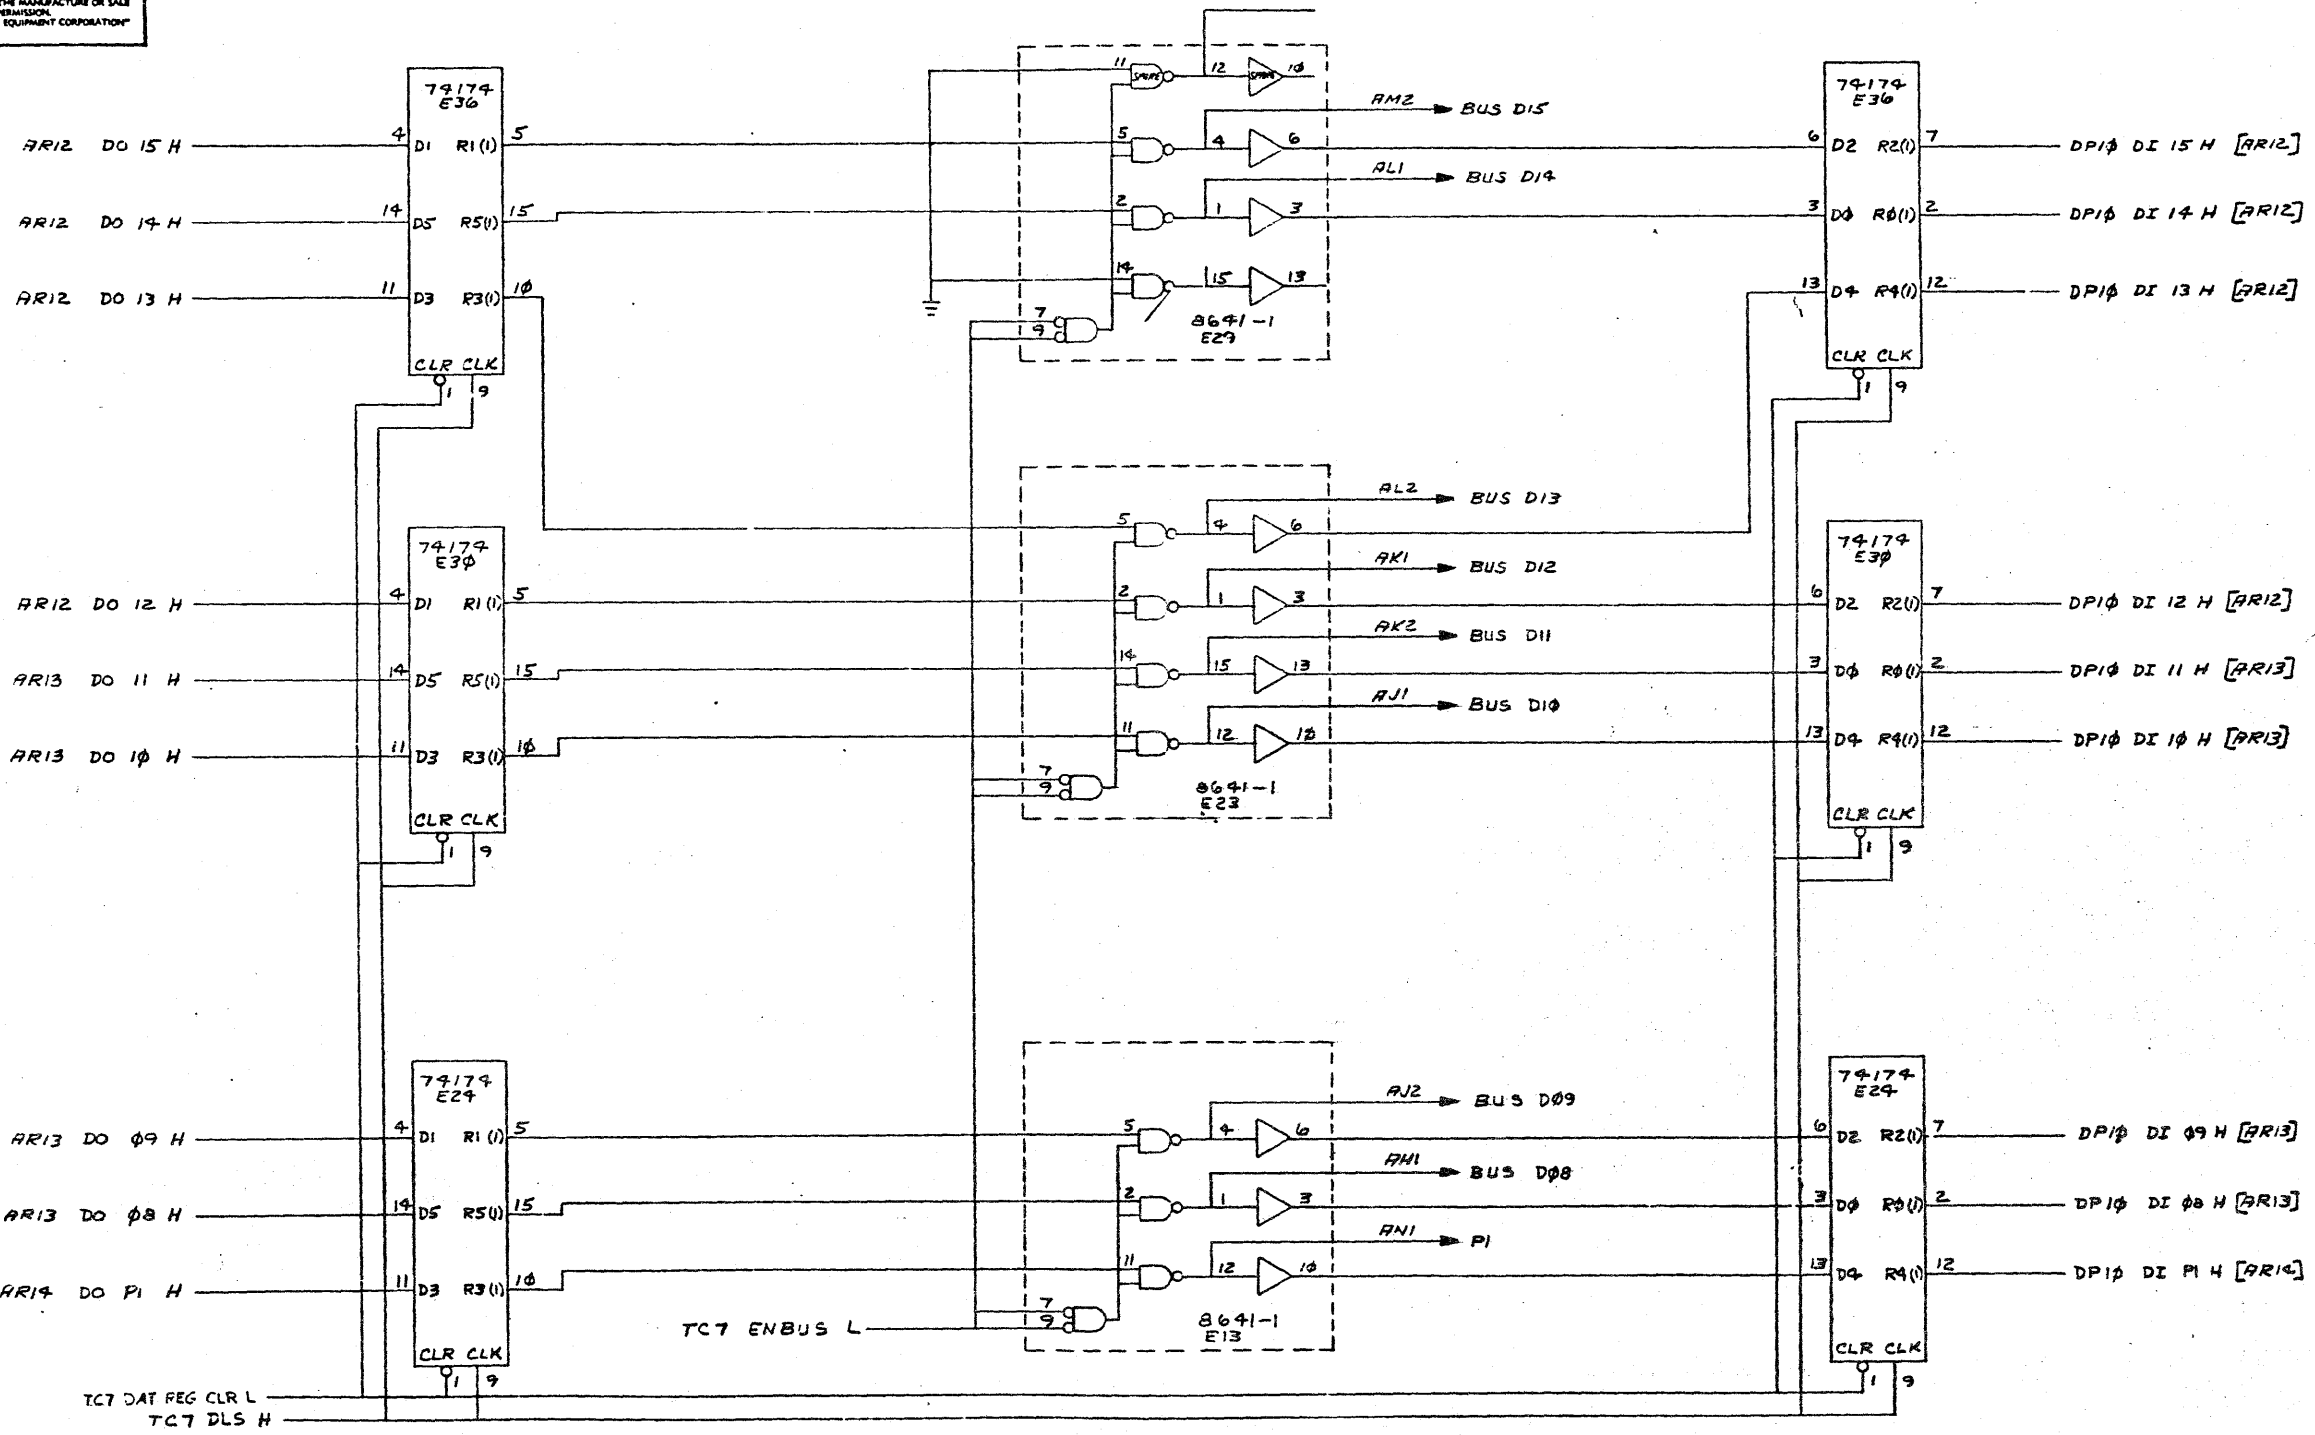 THE MANUFACTURE OR SALE
PERMISSION.
EQUIPMENT CORPORATION"
74174
E36
AR12 DO 15 H
4 D1 R1(1) 5
AR12 DO 14 H
14 D5 R5(1) 15
AR12 DO 13 H
11 D3 R3(1) 1Ø
CLR CLK
1 9
11 SPARE 12 SPARE 1Ø
AM2 BUS D15
5 4 6
AL1 BUS D14
2 1 3
14 15 13
7
9
8641-1
E29
74174
E36
6 D2 R2(1) 7
DP1Ø DI 15 H [AR12]
3 DØ RØ(1) 2
DP1Ø DI 14 H [AR12]
13 D4 R4(1) 12
DP1Ø DI 13 H [AR12]
CLR CLK
1 9
74174
E3Ø
AR12 DO 12 H
4 D1 R1(1) 5
AR13 DO 11 H
14 D5 R5(1) 15
AR13 DO 1Ø H
11 D3 R3(1) 1Ø
CLR CLK
1 9
AL2 BUS D13
5 4 6
AK1 BUS D12
2 1 3
AK2 BUS D11
14 15 13
AJ1 BUS D1Ø
11 12 1Ø
7
9
8641-1
E23
74174
E3Ø
6 D2 R2(1) 7
DP1Ø DI 12 H [AR12]
3 DØ RØ(1) 2
DP1Ø DI 11 H [AR13]
13 D4 R4(1) 12
DP1Ø DI 1Ø H [AR13]
CLR CLK
1 9
74174
E24
AR13 DO Ø9 H
4 D1 R1(1) 5
AR13 DO Ø8 H
14 D5 R5(1) 15
AR14 DO P1 H
11 D3 R3(1) 1Ø
CLR CLK
1 9
AJ2 BUS DØ9
5 4 6
AH1 BUS DØ8
2 1 3
AN1 P1
11 12 1Ø
7
9
8641-1
E13
TC7 ENBUS L
74174
E24
6 D2 R2(1) 7
DP1Ø DI Ø9 H [AR13]
3 DØ RØ(1) 2
DP1Ø DI Ø8 H [AR13]
13 D4 R4(1) 12
DP1Ø DI P1 H [AR14]
CLR CLK
1 9
TC7 DAT REG CLR L
TC7 DLS H